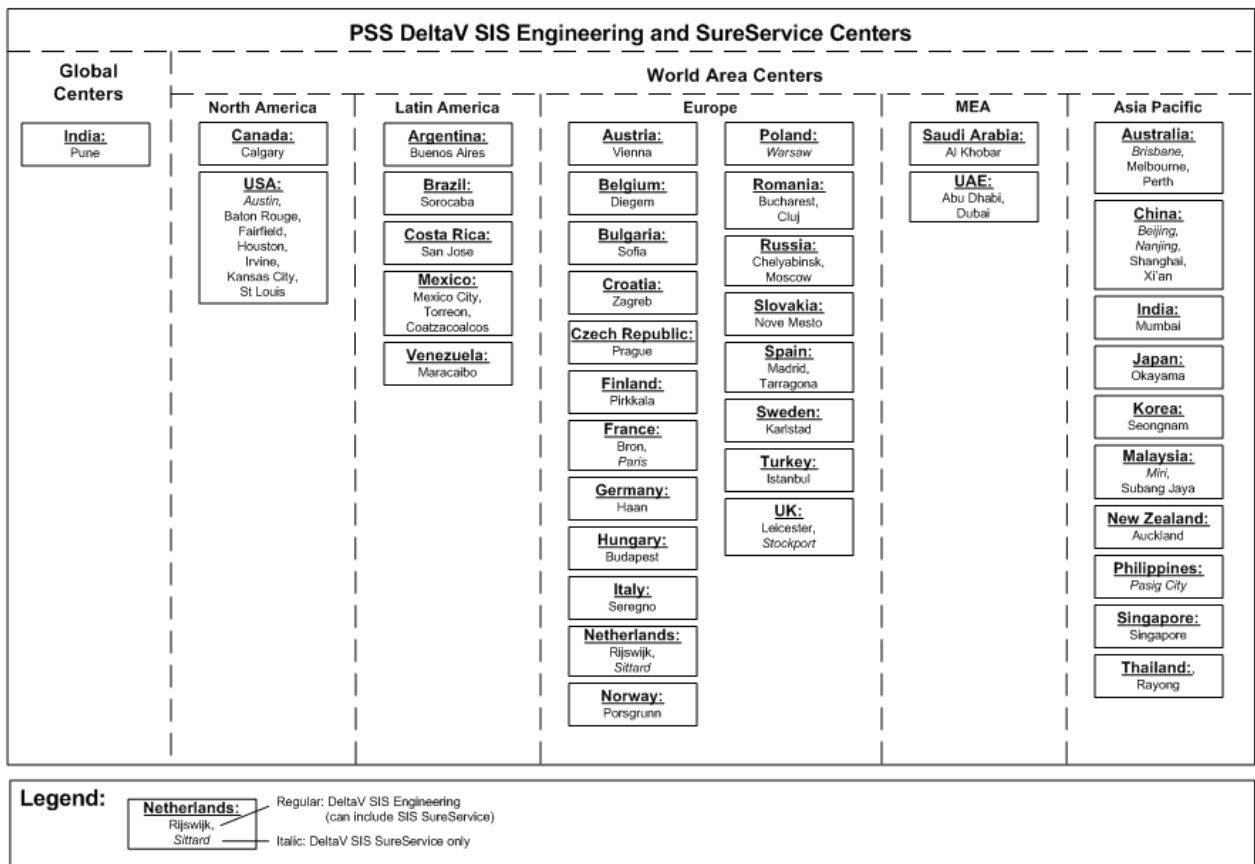 PSS DeltaV SIS Engineering and SureService Centers
Global
Centers
World Area Centers
India:
Pune
North America
Canada:
Calgary
USA:
Austin,
Baton Rouge,
Fairfield,
Houston,
Irvine,
Kansas City,
St Louis
Latin America
Argentina:
Buenos Aires
Brazil:
Sorocaba
Costa Rica:
San Jose
Mexico:
Mexico City,
Torreon,
Coatzacoalcos
Venezuela:
Maracaibo
Europe
Austria:
Vienna
Belgium:
Diegem
Bulgaria:
Sofia
Croatia:
Zagreb
Czech Republic:
Prague
Finland:
Pirkkala
France:
Bron,
Paris
Germany:
Haan
Hungary:
Budapest
Italy:
Seregno
Netherlands:
Rijswijk,
Sittard
Norway:
Porsgrunn
Poland:
Warsaw
Romania:
Bucharest,
Cluj
Russia:
Chelyabinsk,
Moscow
Slovakia:
Nove Mesto
Spain:
Madrid,
Tarragona
Sweden:
Karlstad
Turkey:
Istanbul
UK:
Leicester,
Stockport
MEA
Saudi Arabia:
Al Khobar
UAE:
Abu Dhabi,
Dubai
Asia Pacific
Australia:
Brisbane,
Melbourne,
Perth
China:
Beijing,
Nanjing,
Shanghai,
Xi'an
India:
Mumbai
Japan:
Okayama
Korea:
Seongnam
Malaysia:
Miri,
Subang Jaya
New Zealand:
Auckland
Philippines:
Pasig City
Singapore:
Singapore
Thailand:,
Rayong
Legend:
Netherlands:
Rijswijk,
Sittard
Regular: DeltaV SIS Engineering
(can include SIS SureService)
Italic: DeltaV SIS SureService only